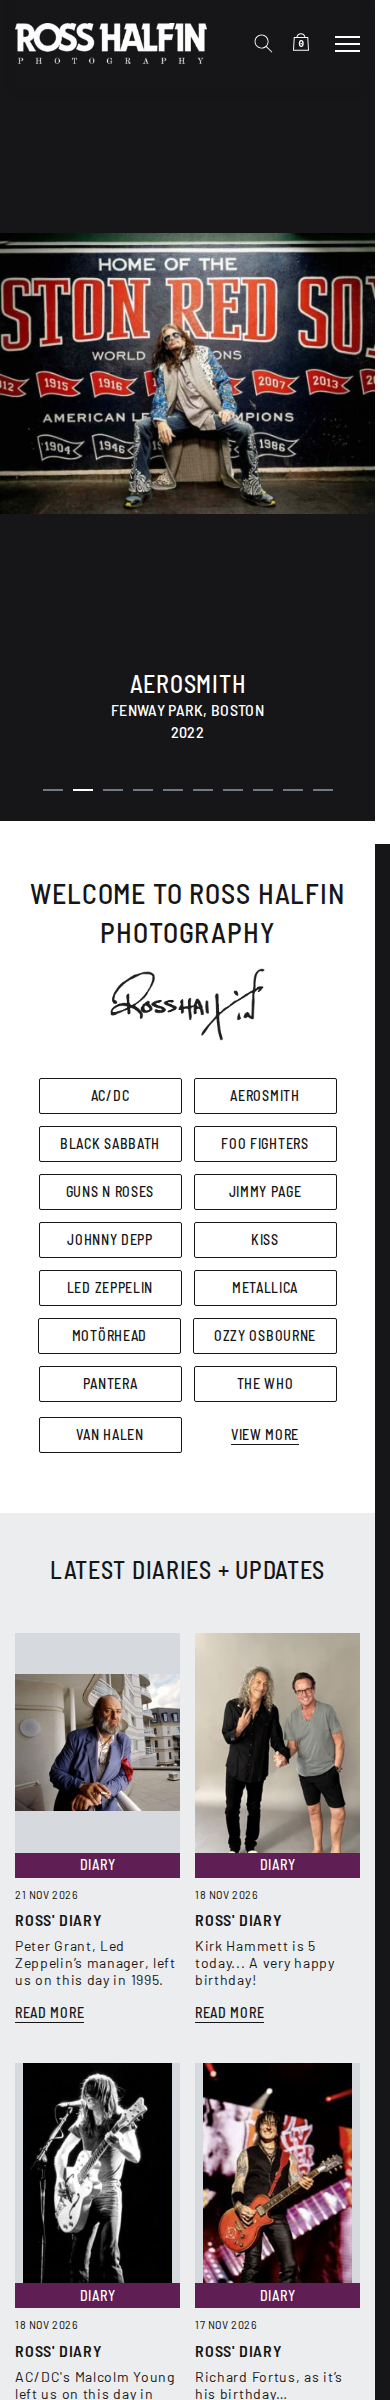 ROSS HALFIN
PHOTOGRAPHY
0
HOME OF THE
STON RED SO
WORLD
1915
1916
2007
2013
AMERICAN LE
1904
1946
1986
AEROSMITH
FENWAY PARK, BOSTON
2022
WELCOME TO ROSS HALFIN
PHOTOGRAPHY
AC/DC
AEROSMITH
BLACK SABBATH
FOO FIGHTERS
GUNS N ROSES
JIMMY PAGE
JOHNNY DEPP
KISS
LED ZEPPELIN
METALLICA
MOTÖRHEAD
OZZY OSBOURNE
PANTERA
THE WHO
VAN HALEN
VIEW MORE
LATEST DIARIES + UPDATES
DIARY
21 NOV 2026
ROSS' DIARY
Peter Grant, Led
Zeppelin’s manager, left
us on this day in 1995.
READ MORE
DIARY
18 NOV 2026
ROSS' DIARY
Kirk Hammett is 5
today... A very happy
birthday!
READ MORE
DIARY
18 NOV 2026
ROSS' DIARY
AC/DC's Malcolm Young
left us on this day in
DIARY
17 NOV 2026
ROSS' DIARY
Richard Fortus, as it’s
his birthday…